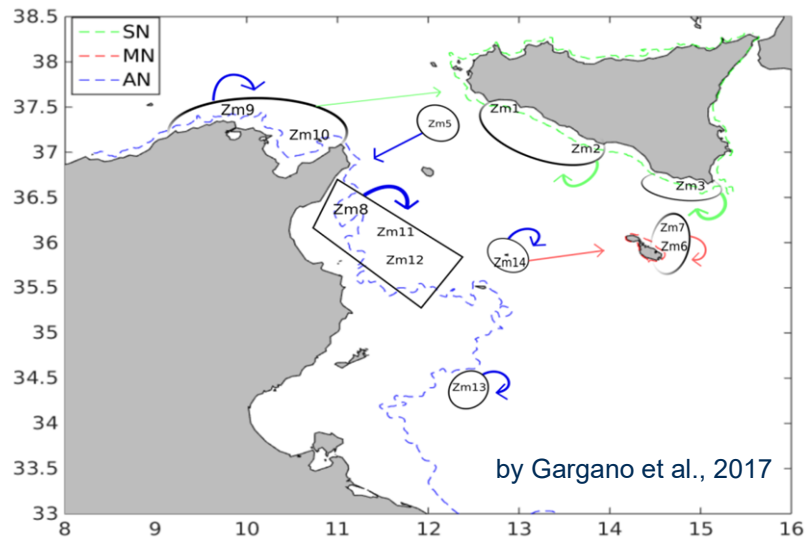 38.5
38
37.5
37
36.5
36
35.5
35
34.5
34
33.5
33
8 9 10 11 12 13 14 15 16
SN
MN
AN
Zm9
Zm10
Zm5
Zm1
Zm2
Zm3
Zm8
Zm11
Zm12
Zm14
Zm7
Zm6
Zm13
by Gargano et al., 2017